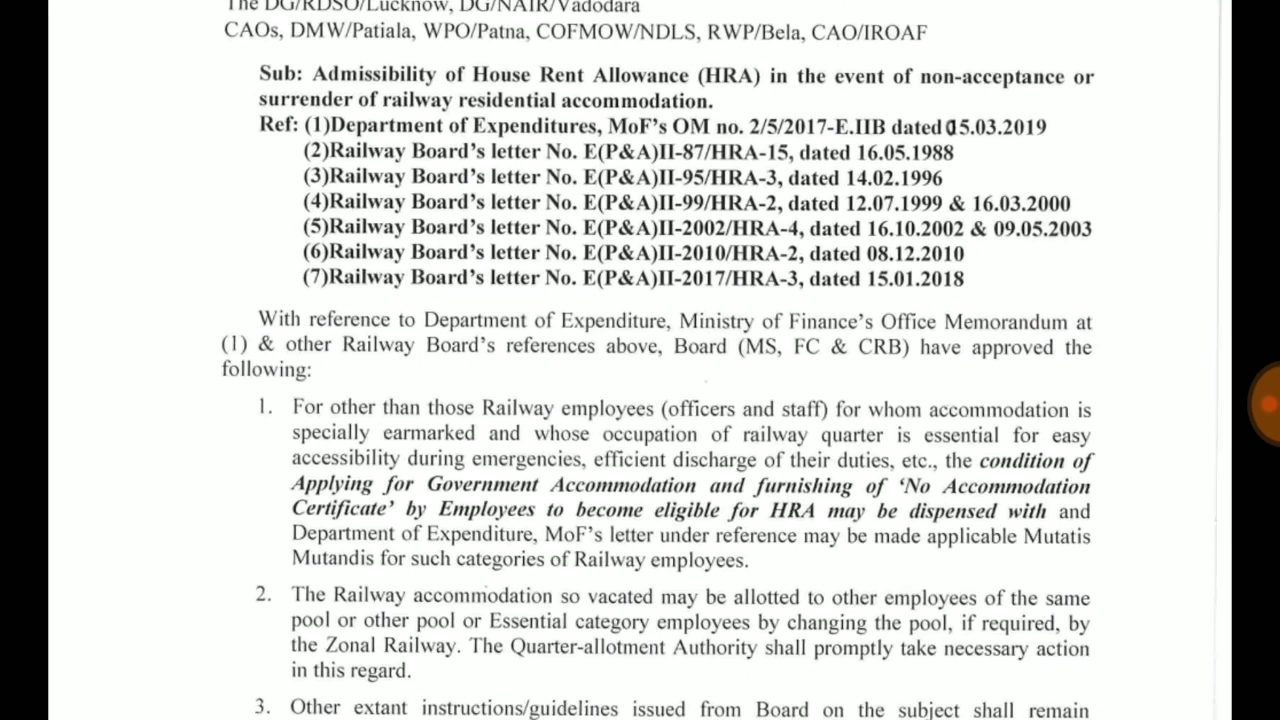 The DG/RDSO/Lucknow, DG/NAIR/Vadodara
CAOs, DMW/Patiala, WPO/Patna, COFMOW/NDLS, RWP/Bela, CAO/IROAF
Sub: Admissibility of House Rent Allowance (HRA) in the event of non-acceptance or
surrender of railway residential accommodation.
Ref: (1)Department of Expenditures, MoF's OM no. 2/5/2017-E.IIB dated 05.03.2019
(2)Railway Board's letter No. E(P&A)II-87/HRA-15, dated 16.05.1988
(3)Railway Board's letter No. E(P&A)II-95/HRA-3, dated 14.02.1996
(4)Railway Board's letter No. E(P&A)II-99/HRA-2, dated 12.07.1999 & 16.03.2000
(5)Railway Board's letter No. E(P&A)II-2002/HRA-4, dated 16.10.2002 & 09.05.2003
(6)Railway Board's letter No. E(P&A)II-2010/HRA-2, dated 08.12.2010
(7)Railway Board's letter No. E(P&A)II-2017/HRA-3, dated 15.01.2018
With reference to Department of Expenditure, Ministry of Finance's Office Memorandum at
(1) & other Railway Board's references above, Board (MS, FC & CRB) have approved the
following:
1. For other than those Railway employees (officers and staff) for whom accommodation is
specially earmarked and whose occupation of railway quarter is essential for easy
accessibility during emergencies, efficient discharge of their duties, etc., the condition of
Applying for Government Accommodation and furnishing of 'No Accommodation
Certificate' by Employees to become eligible for HRA may be dispensed with and
Department of Expenditure, MoF's letter under reference may be made applicable Mutatis
Mutandis for such categories of Railway employees.
2. The Railway accommodation so vacated may be allotted to other employees of the same
pool or other pool or Essential category employees by changing the pool, if required, by
the Zonal Railway. The Quarter-allotment Authority shall promptly take necessary action
in this regard.
3. Other extant instructions/guidelines issued from Board on the subject shall remain